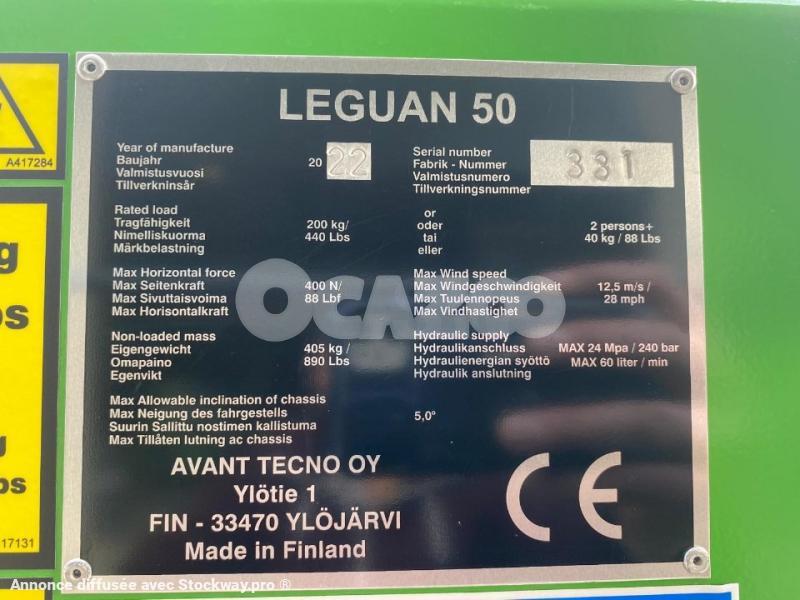 LEGUAN 50
Year of manufacture
Baujahr
Valmistusvuosi
Tillverkninsår
20 22
Serial number
Fabrik - Nummer
Valmistusnumero
Tillverkningsnummer
331
Rated load
Tragfähigkeit
Nimelliskuorma
Märkbelastning
200 kg/
440 Lbs
or
oder
tai
eller
2 persons+
40 kg / 88 Lbs
Max Horizontal force
Max Seitenkraft
Max Sivuttaisvoima
Max Horisontalkraft
400 N/
88 Lbf
Max Wind speed
Max Windgeschwindigkeit
Max Tuulennopeus
Max Vindhastighet
12,5 m/s /
28 mph
OCAMO
Non-loaded mass
Eigengewicht
Omapaino
Egenvikt
405 kg /
890 Lbs
Hydraulic supply
Hydraulikanschluss
Hydraulienergian syöttö
Hydraulik anslutning
MAX 24 Mpa / 240 bar
MAX 60 liter / min
Max Allowable inclination of chassis
Max Neigung des fahrgestells
Suurin Sallittu nostimen kallistuma
Max Tillåten lutning ac chassis
5,0°
AVANT TECNO OY
Ylötie 1
FIN - 33470 YLÖJÄRVI
Made in Finland
CE
A417284
17131
Annonce diffusée avec Stockway.pro ®